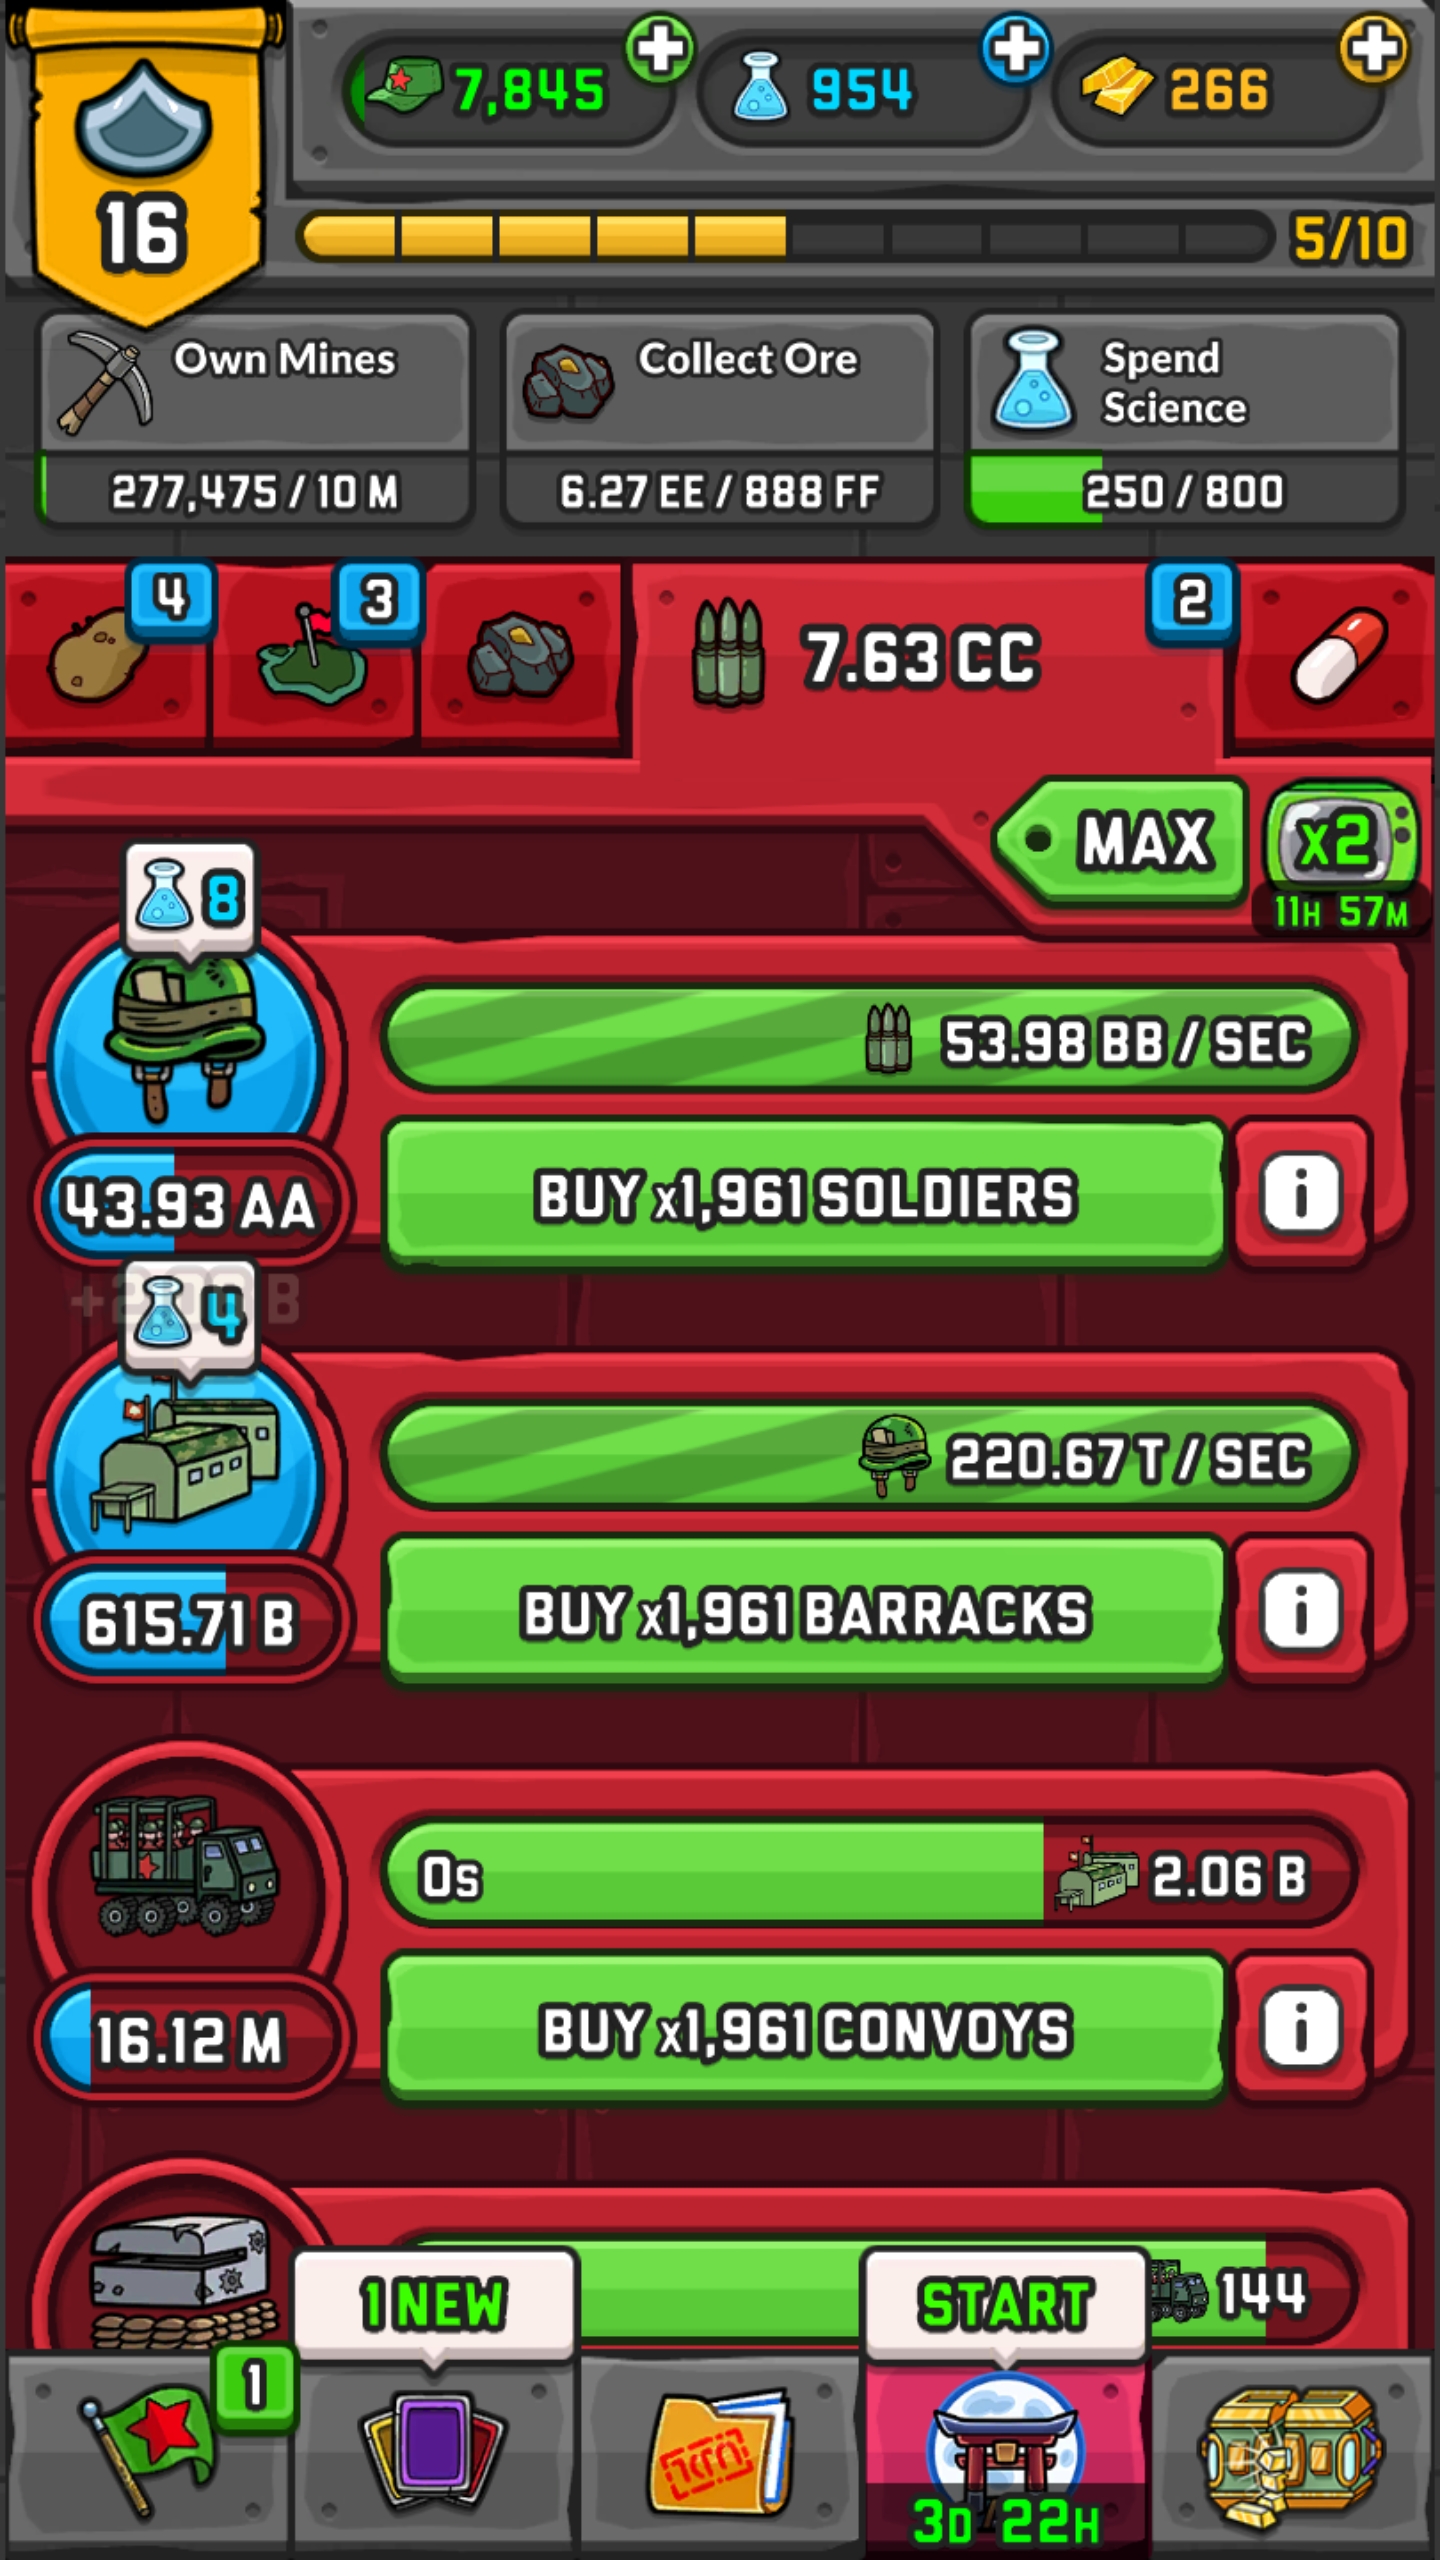 7,845
954
266
16
5/10
Own Mines
Collect Ore
Spend
Science
277,475 / 10 M
6.27 EE / 888 FF
250 / 800
4
3
2
7.63 CC
MAX
x2
11H 57M
8
53.98 BB / SEC
43.93 AA
BUY x1,961 SOLDIERS
4
220.67 T / SEC
615.71 B
BUY x1,961 BARRACKS
0s
2.06 B
16.12 M
BUY x1,961 CONVOYS
144
1 NEW
START
1
3D 22H